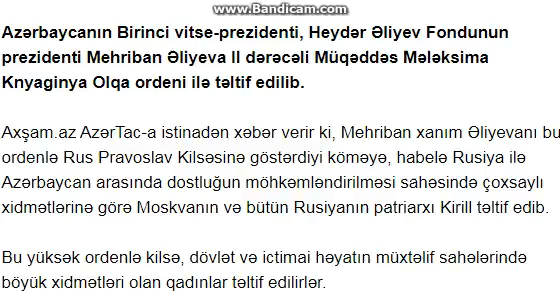 www.Bandicam.com
Azərbaycanın Birinci vitse-prezidenti, Heydər Əliyev Fondunun
prezidenti Mehriban Əliyeva II dərəcəli Müqəddəs Mələksima
Knyaginya Olqa ordeni ilə təltif edilib.
Axşam.az AzərTac-a istinadən xəbər verir ki, Mehriban xanım Əliyevanı bu
ordenlə Rus Pravoslav Kilsəsinə göstərdiyi köməyə, habelə Rusiya ilə
Azərbaycan arasında dostluğun möhkəmləndirilməsi sahəsində çoxsaylı
xidmətlərinə görə Moskvanın və bütün Rusiyanın patriarxı Kirill təltif edib.
Bu yüksək ordenlə kilsə, dövlət və ictimai həyatın müxtəlif sahələrində
böyük xidmətləri olan qadınlar təltif edilirlər.